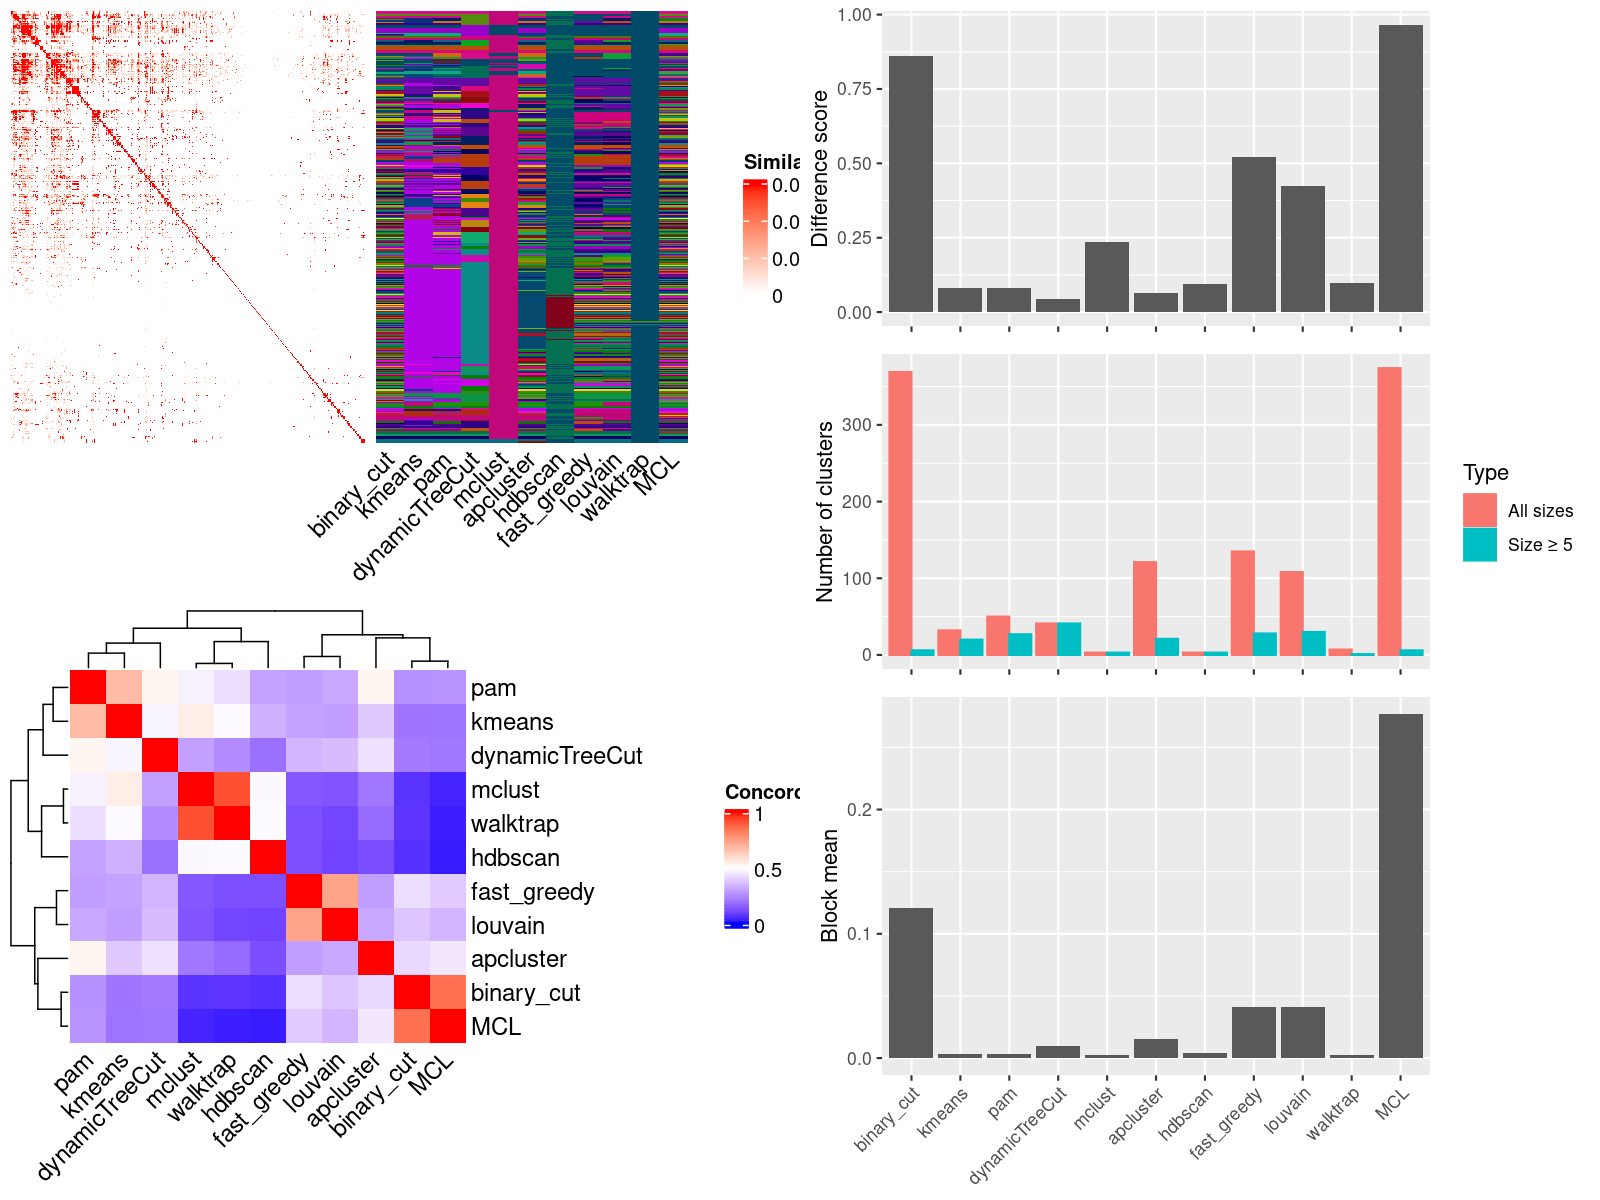 Simila
0.0
0.0
0.0
0
binary_cut
kmeans
pam
dynamicTreeCut
mclust
apcluster
hdbscan
fast_greedy
louvain
walktrap
MCL
pam
kmeans
dynamicTreeCut
mclust
walktrap
hdbscan
fast_greedy
louvain
apcluster
binary_cut
MCL
Concord
1
0.5
0
pam
kmeans
dynamicTreeCut
mclust
walktrap
hdbscan
fast_greedy
louvain
apcluster
binary_cut
MCL
Difference score
1.00
0.75
0.50
0.25
0.00
Number of clusters
300
200
100
0
Type
All sizes
Size ≥ 5
Block mean
0.2
0.1
0.0
binary_cut
kmeans
pam
dynamicTreeCut
mclust
apcluster
hdbscan
fast_greedy
louvain
walktrap
MCL